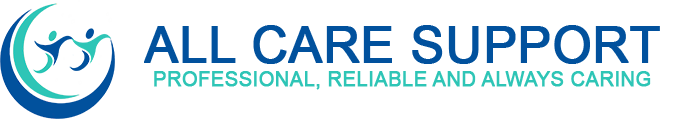 ALL CARE SUPPORT
PROFESSIONAL, RELIABLE AND ALWAYS CARING